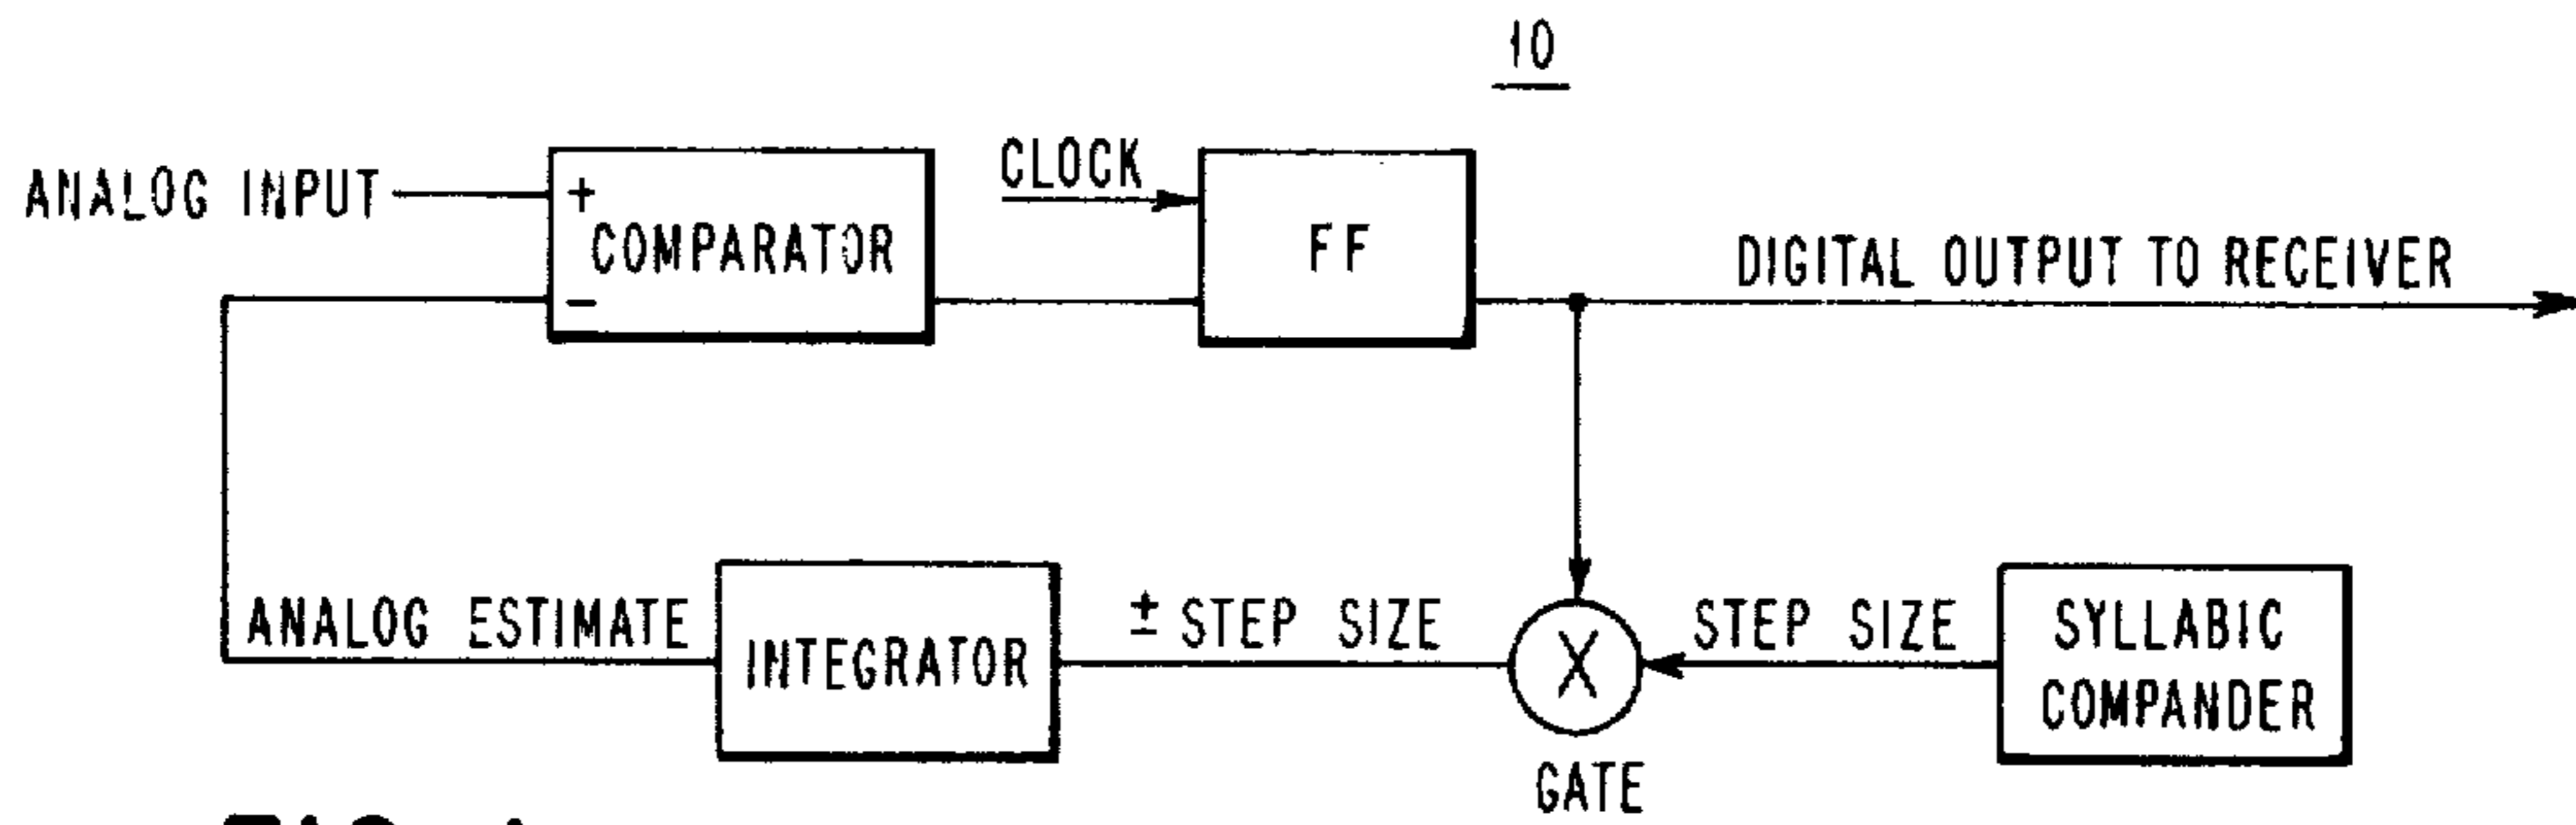 10
ANALOG INPUT
+
COMPARATOR
-
CLOCK
FF
DIGITAL OUTPUT TO RECEIVER
ANALOG ESTIMATE
INTEGRATOR
± STEP SIZE
X
GATE
STEP SIZE
SYLLABIC
COMPANDER